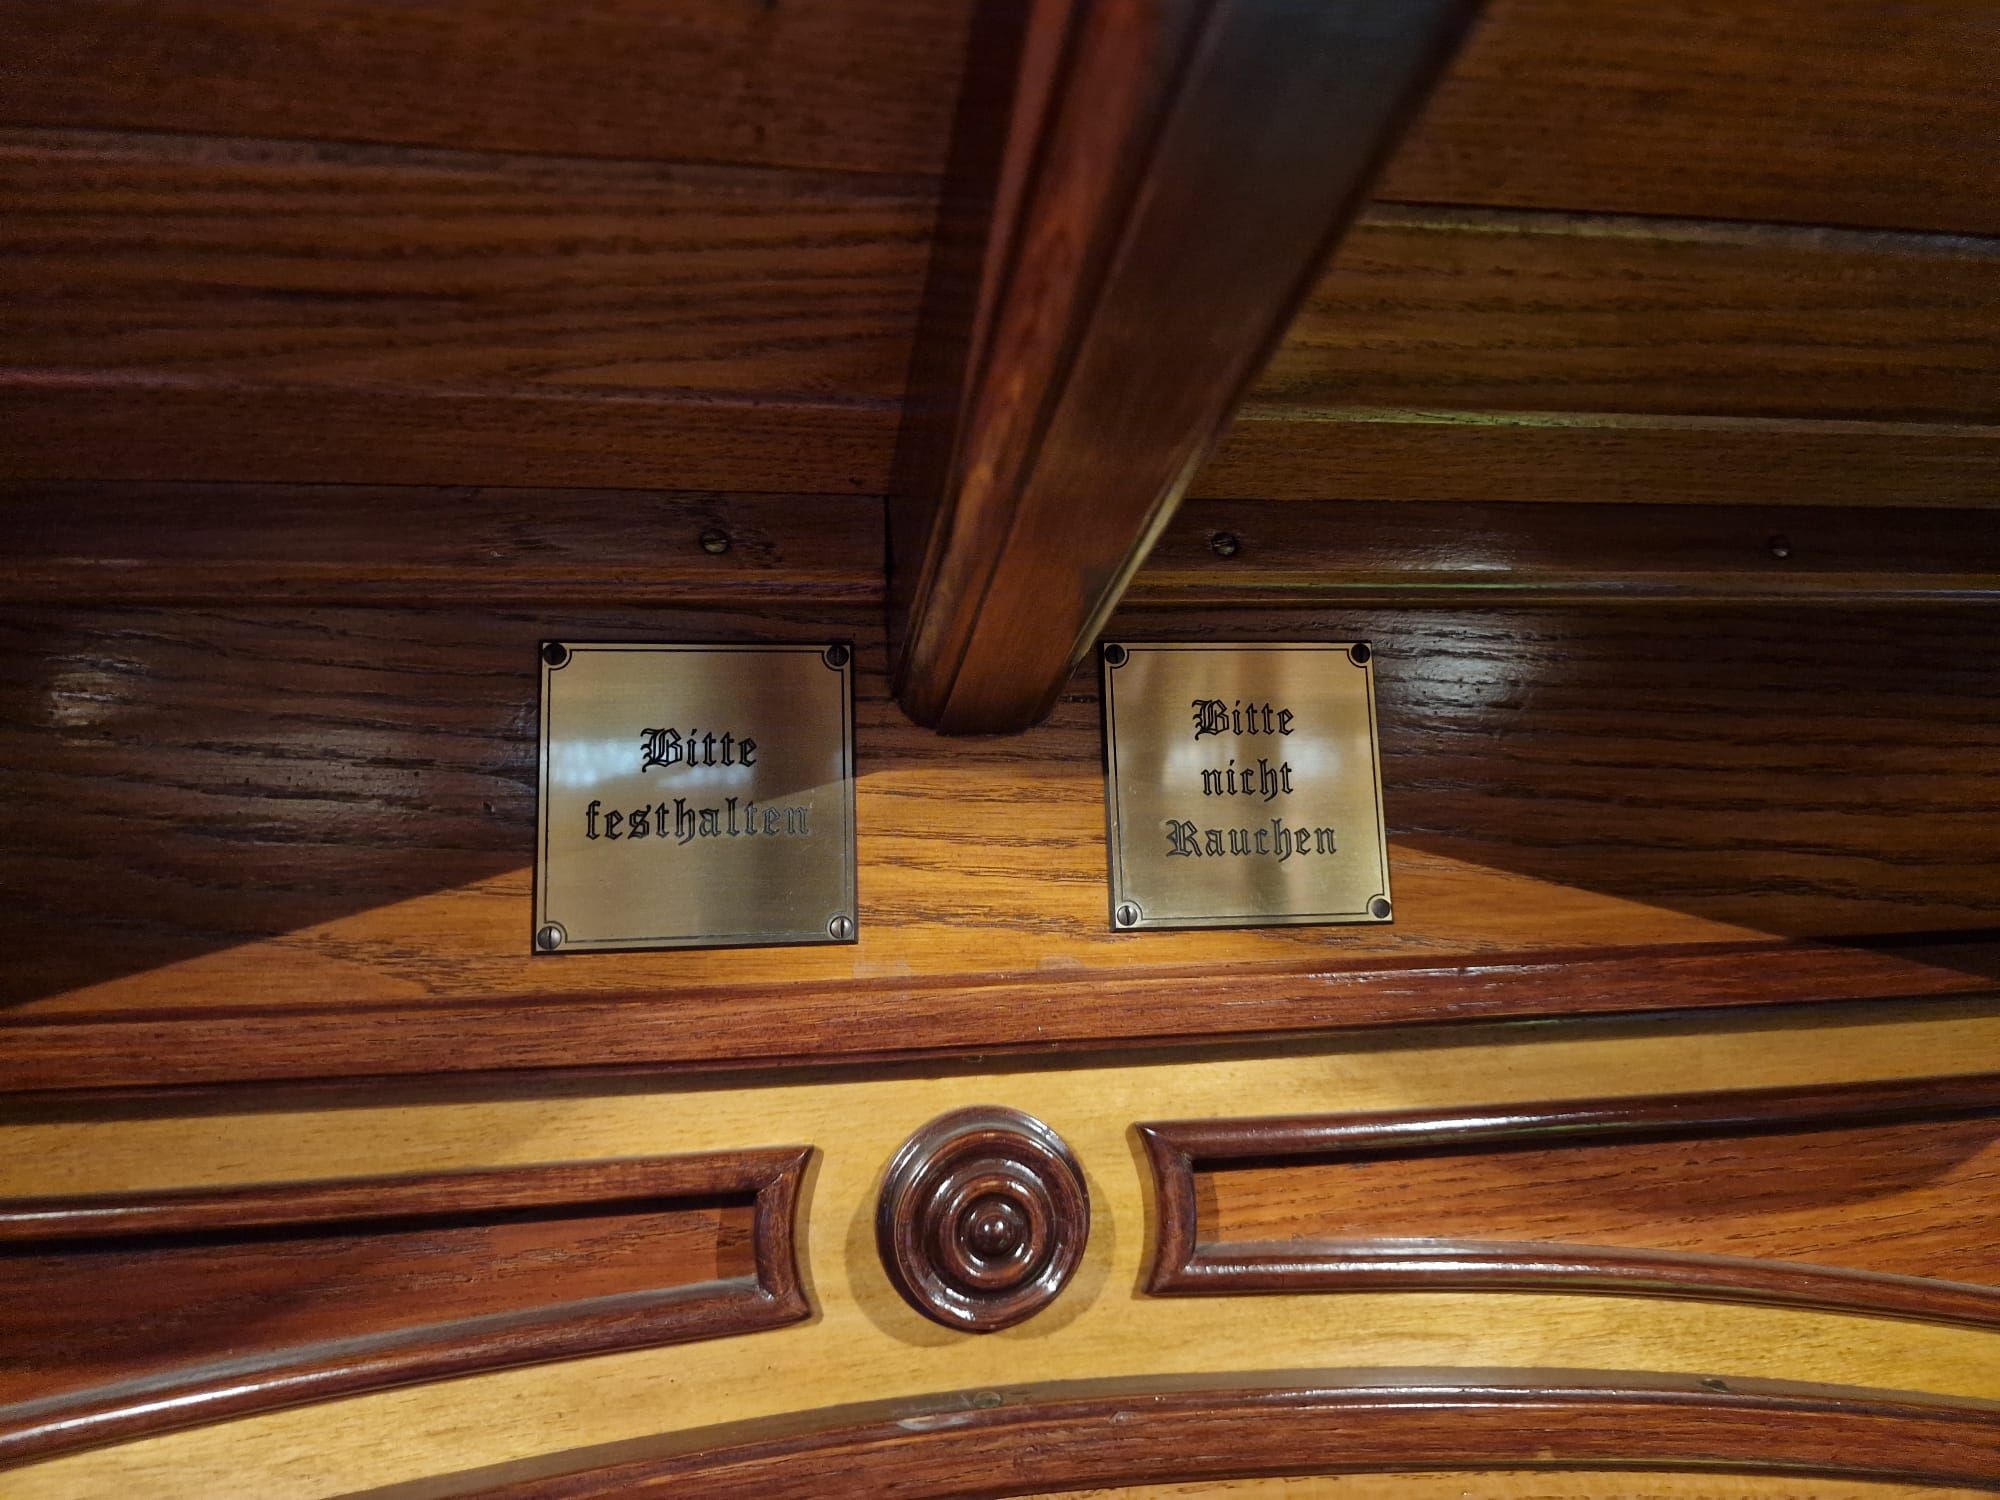 Bitte
festhalten
Bitte
nicht
Rauchen